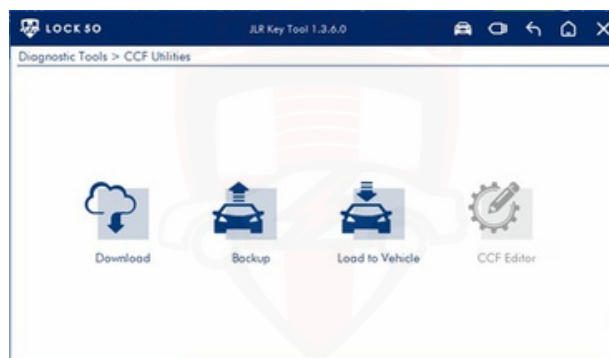 LOCK 50 JLR Key Tool 1.3.6.0
Diagnostic Tools > CCF Utilities
Download Backup Load to Vehicle CCF Editor